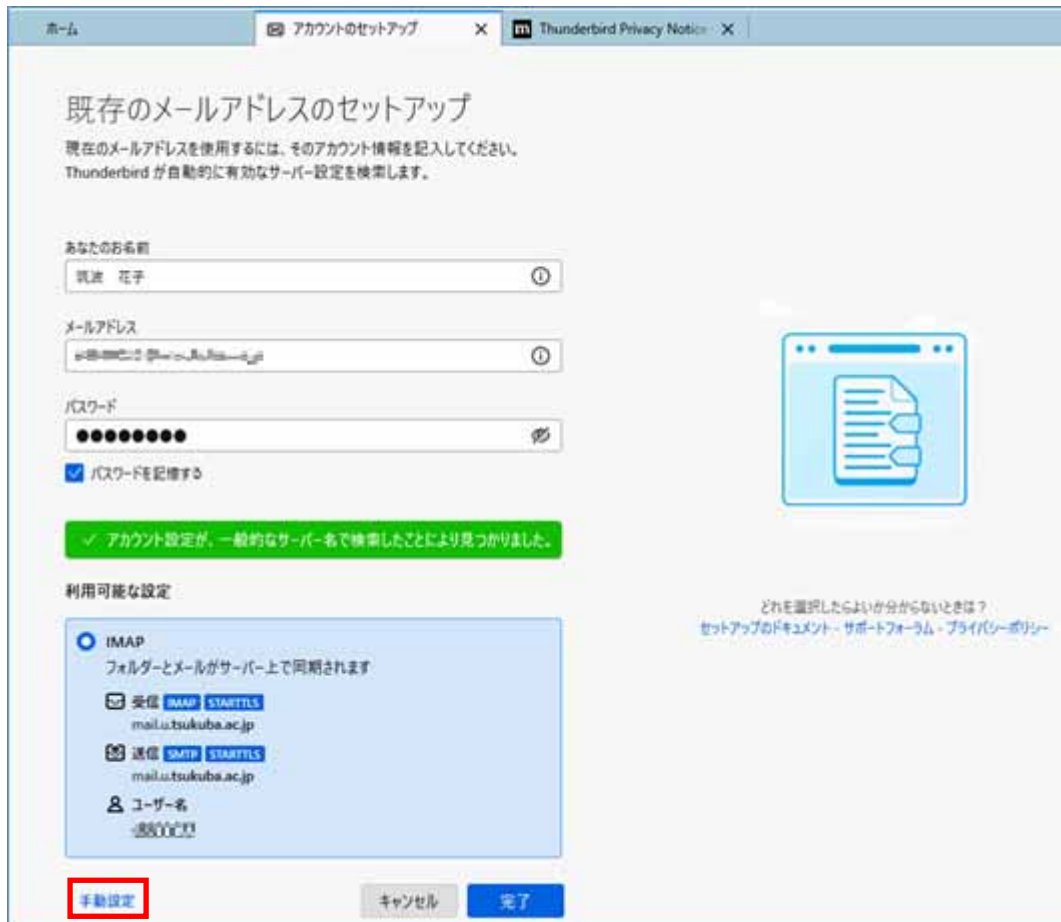 ホーム
アカウントのセットアップ
Thunderbird Privacy Notice
既存のメールアドレスのセットアップ
現在のメールアドレスを使用するには、そのアカウント情報を記入してください。
Thunderbird が自動的に有効なサーバー設定を検索します。
あなたのお名前
筑波 花子
メールアドレス
パスワード
パスワードを記憶する
アカウント設定が、一般的なサーバー名で検索したことにより見つかりました。
利用可能な設定
IMAP
フォルダーとメールがサーバー上で同期されます
受信 IMAP STARTTLS
mail.u.tsukuba.ac.jp
送信 SMTP STARTTLS
mail.u.tsukuba.ac.jp
ユーザー名
どれを選択したらよいか分からないときは？
セットアップのドキュメント - サポートフォーラム - プライバシーポリシー
手動設定 キャンセル 完了